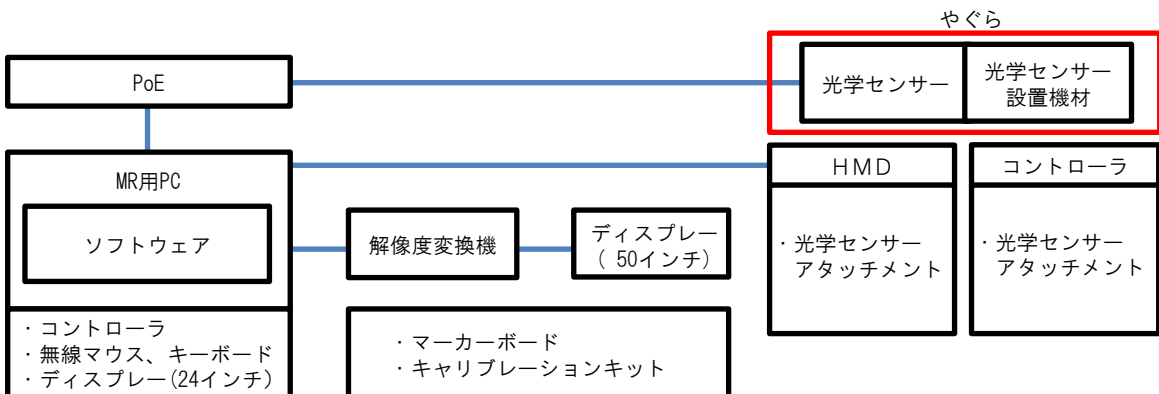 やぐら
PoE
光学センサー
光学センサー
設置機材
MR用PC
ソフトウェア
解像度変換機
ディスプレー
( 50インチ)
HMD
・光学センサー
アタッチメント
コントローラ
・光学センサー
アタッチメント
・コントローラ
・無線マウス、キーボード
・ディスプレー(24インチ)
・マーカーボード
・キャリブレーションキット